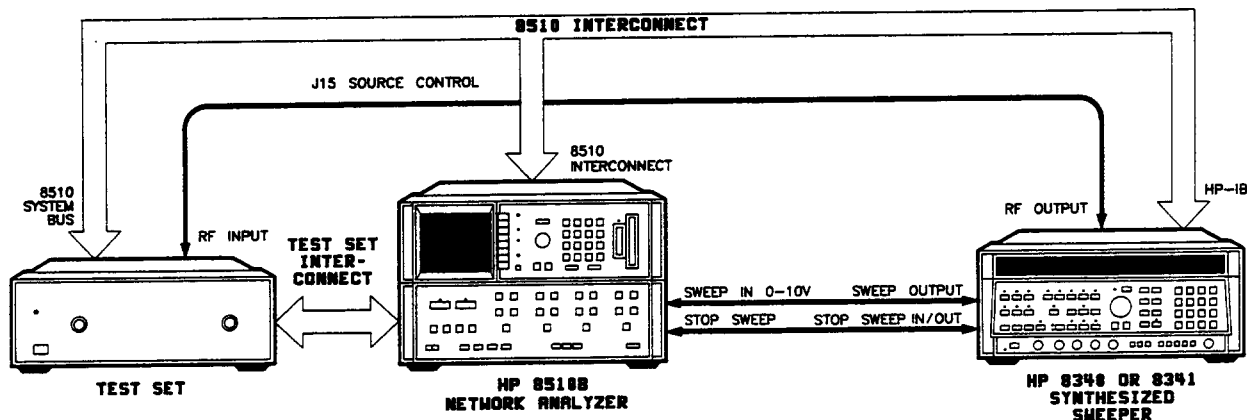 8510 INTERCONNECT
J15 SOURCE CONTROL
8510
INTERCONNECT
8510
SYSTEM
BUS
HP-IB
RF INPUT
RF OUTPUT
TEST SET
INTER-
CONNECT
SWEEP IN 0-10V
SWEEP OUTPUT
STOP SWEEP
STOP SWEEP IN/OUT
TEST SET
HP 8510B
NETWORK ANALYZER
HP 8340 OR 8341
SYNTHESIZED
SWEEPER